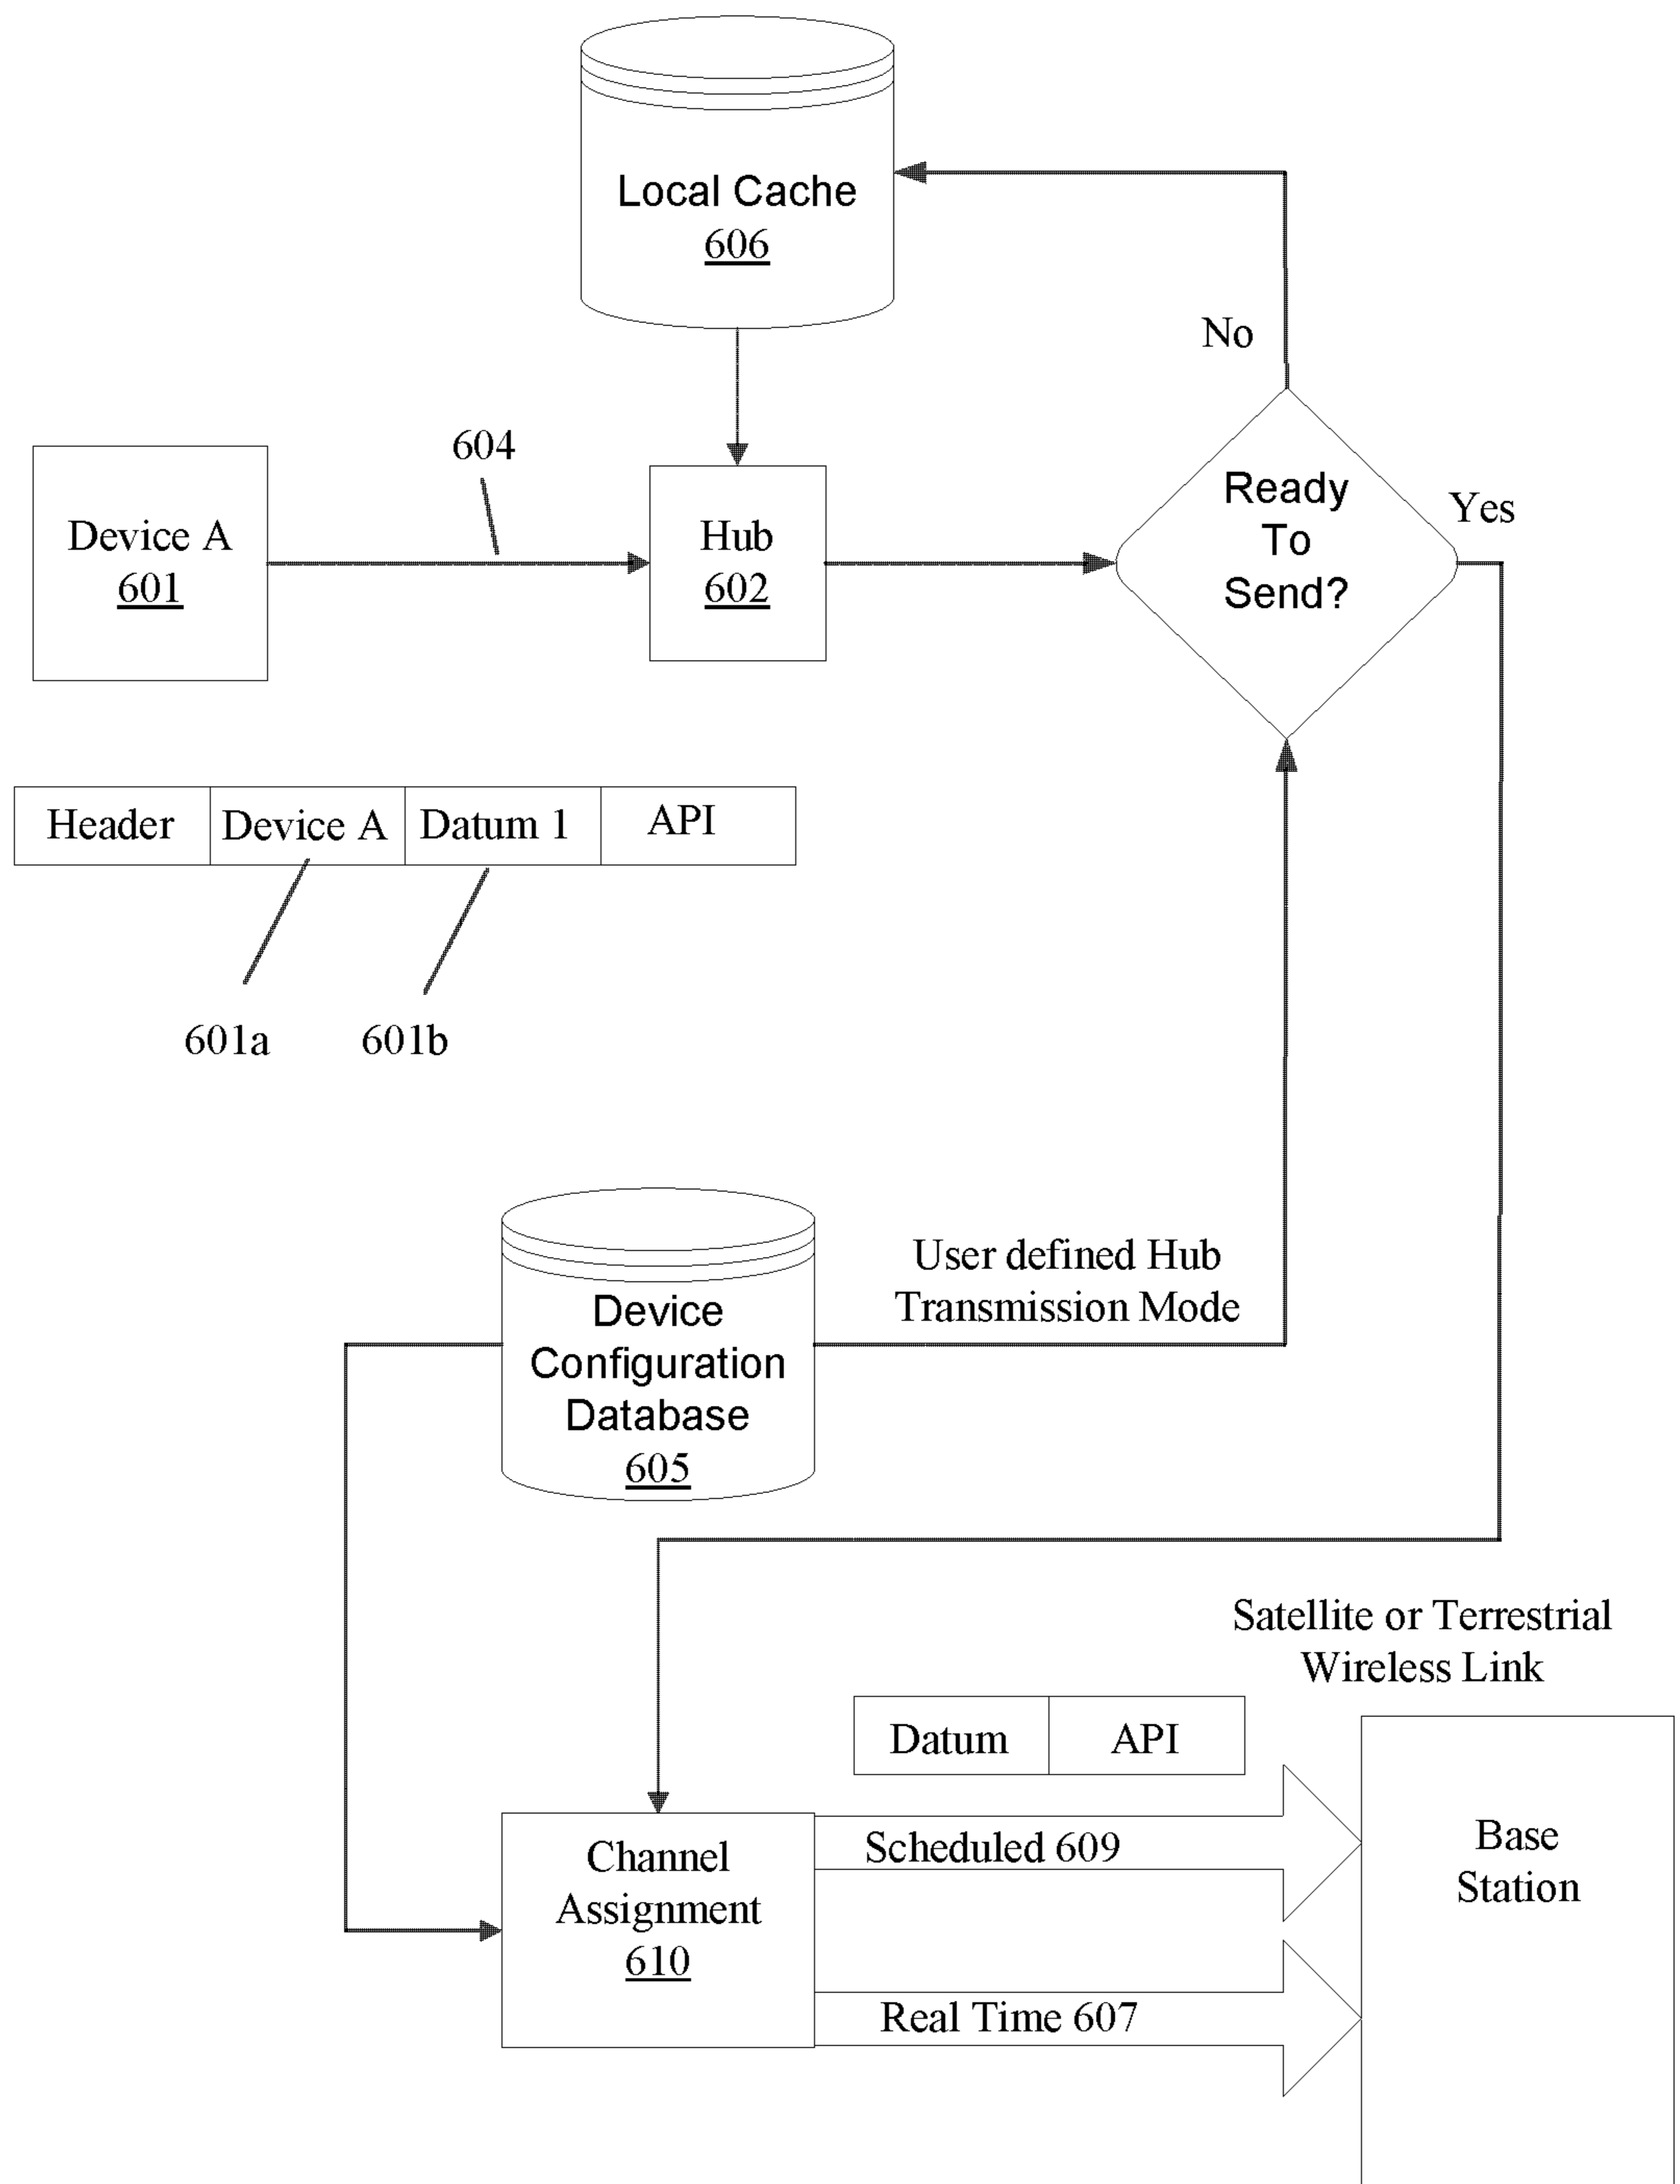 Local Cache
606
No
604
Device A
601
Hub
602
Ready
To
Send?
Yes
Header Device A Datum 1 API
601a 601b
User defined Hub
Transmission Mode
Device
Configuration
Database
605
Satellite or Terrestrial
Wireless Link
Datum API
Channel
Assignment
610
Scheduled 609
Real Time 607
Base
Station